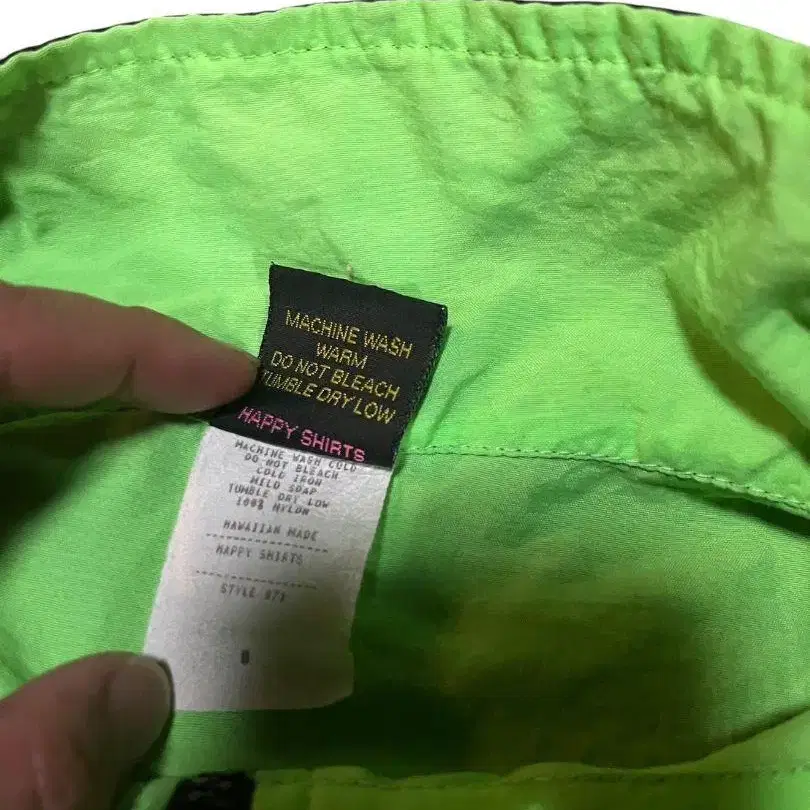 MACHINE WASH
WARM
DO NOT BLEACH
TUMBLE DRY LOW
HAPPY SHIRTS
MACHINE WASH COLD
DO NOT BLEACH
COLD IRON
MILD SOAP
TUMBLE DRY LOW
100% NYLON
HAWAIIAN MADE
HAPPY SHIRTS
STYLE